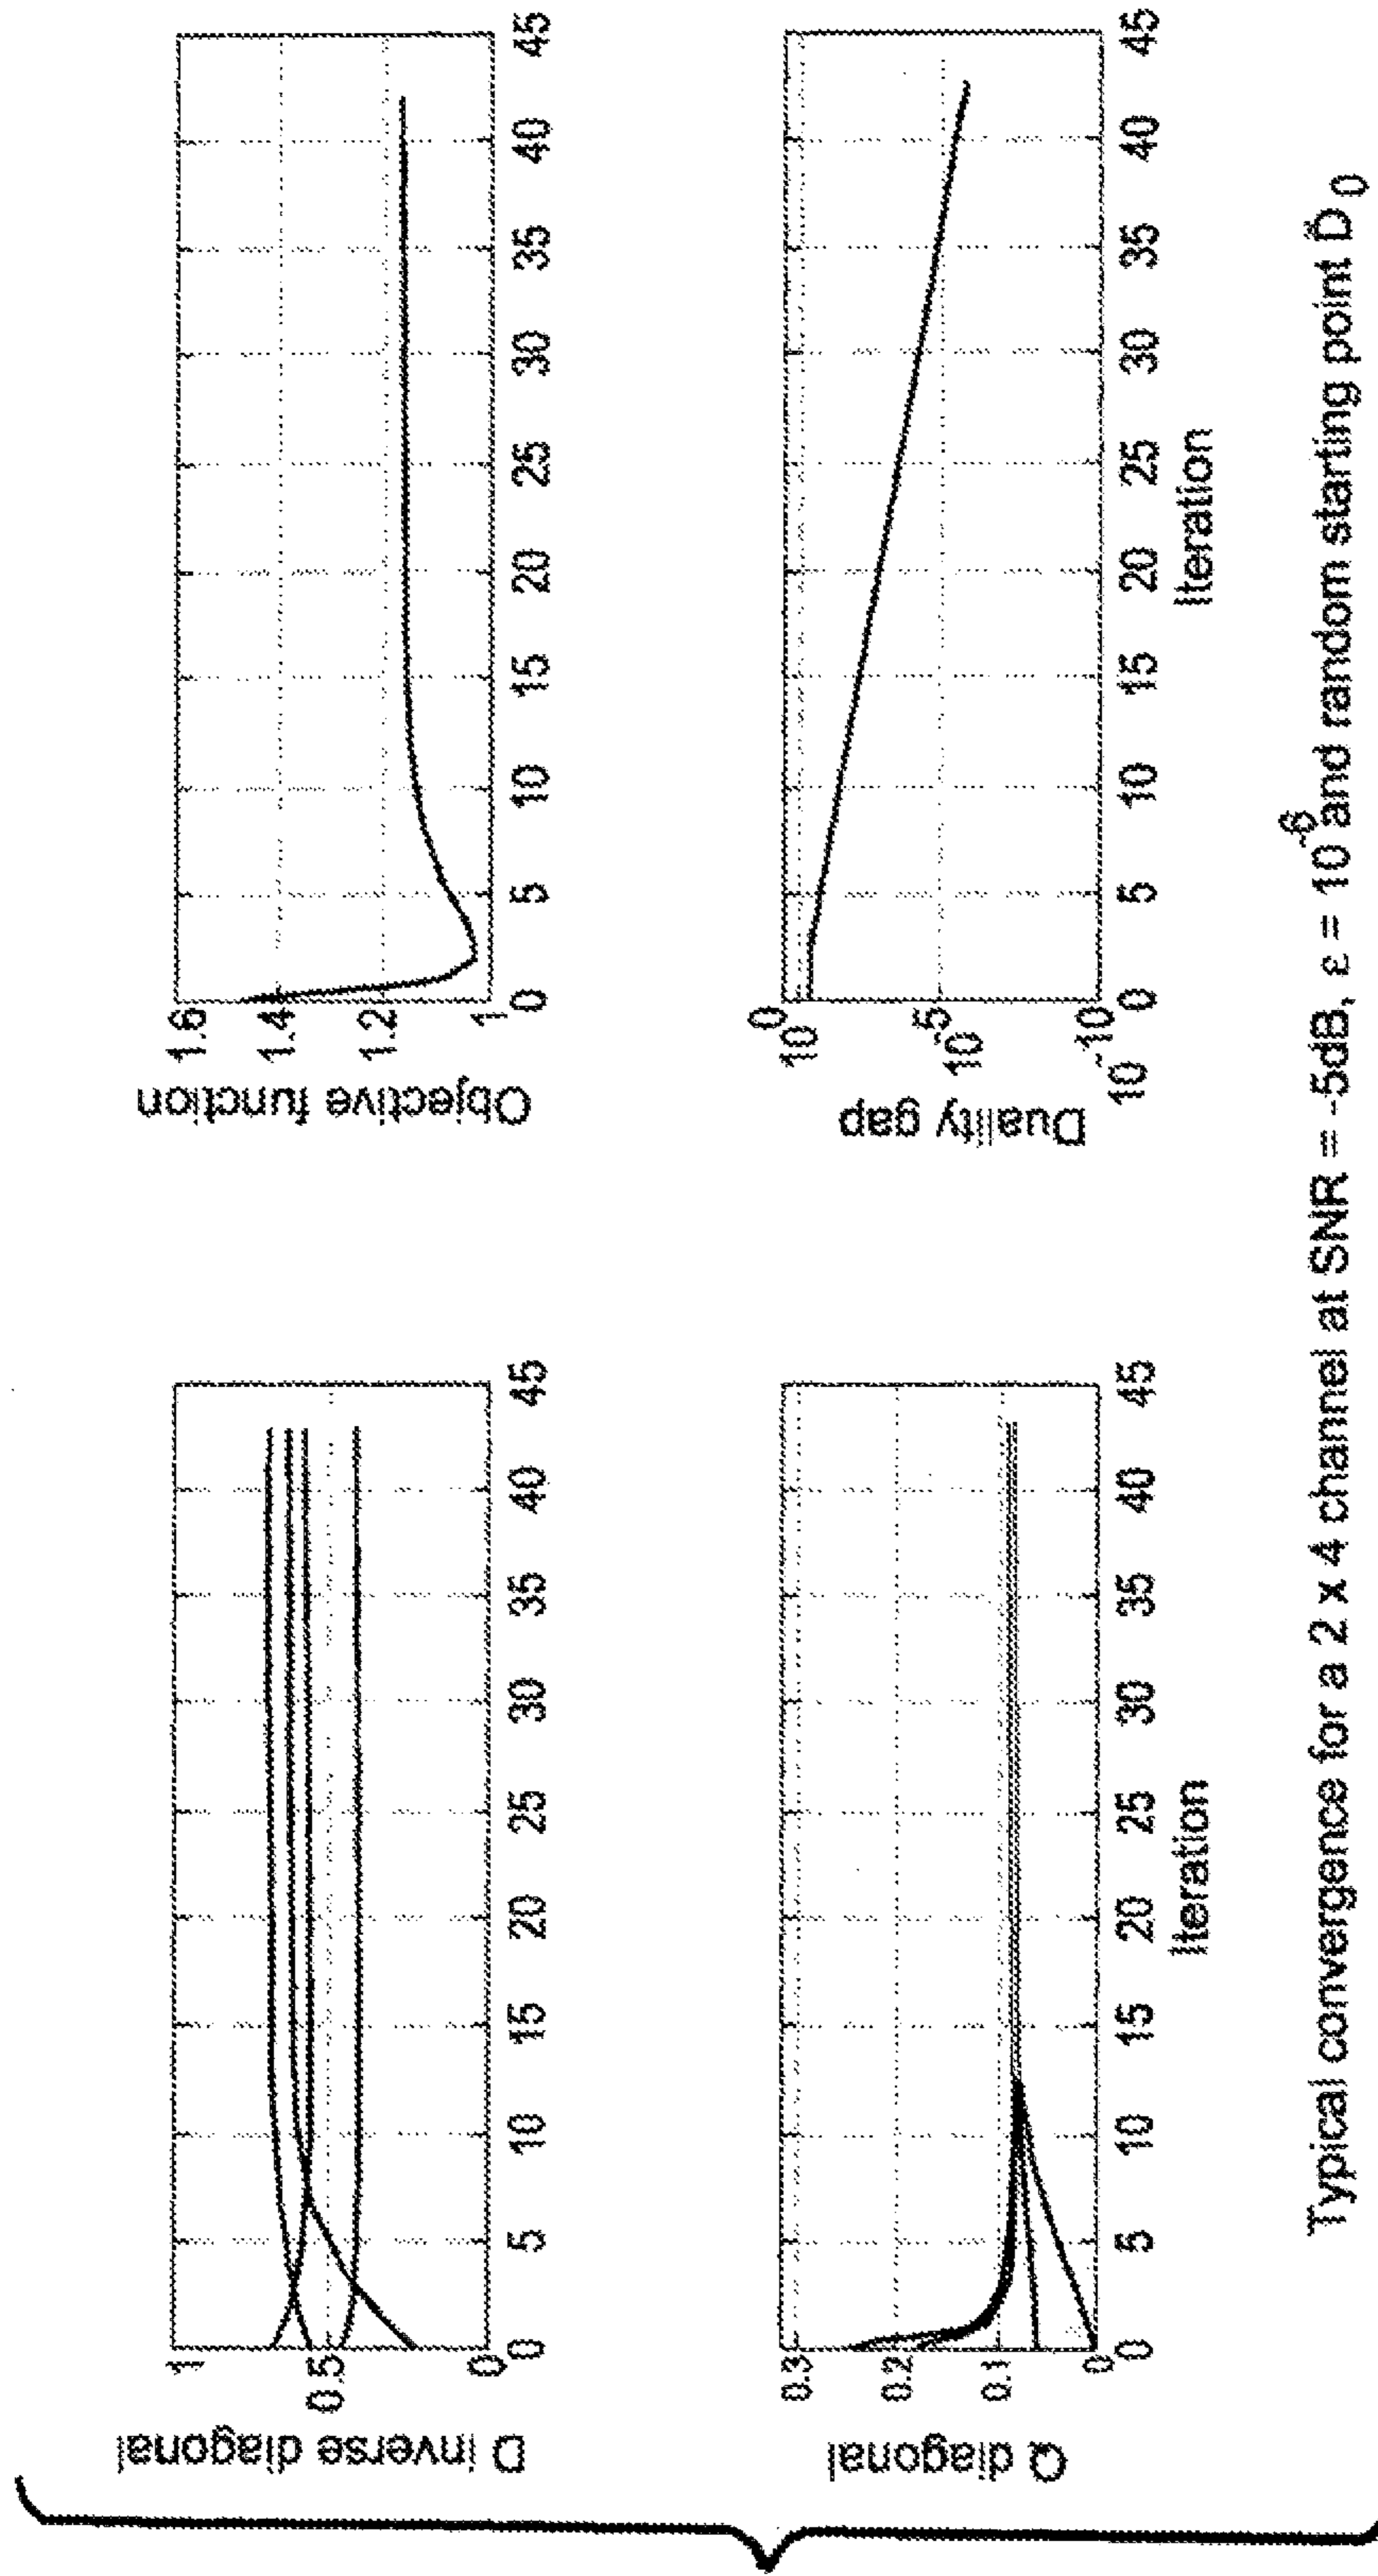 D inverse diagonal
1
0.5
0
0 5 10 15 20 25 30 35 40 45
Objective function
1.6
1.4
1.2
1
0 5 10 15 20 25 30 35 40 45
Q diagonal
0.3
0.2
0.1
0
0 5 10 15 20 25 30 35 40 45
Iteration
Duality gap
10^0
10^-5
10^-10
0 5 10 15 20 25 30 35 40 45
Iteration
Typical convergence for a 2 x 4 channel at SNR = -5dB, ε = 10^-6 and random starting point D̃_0